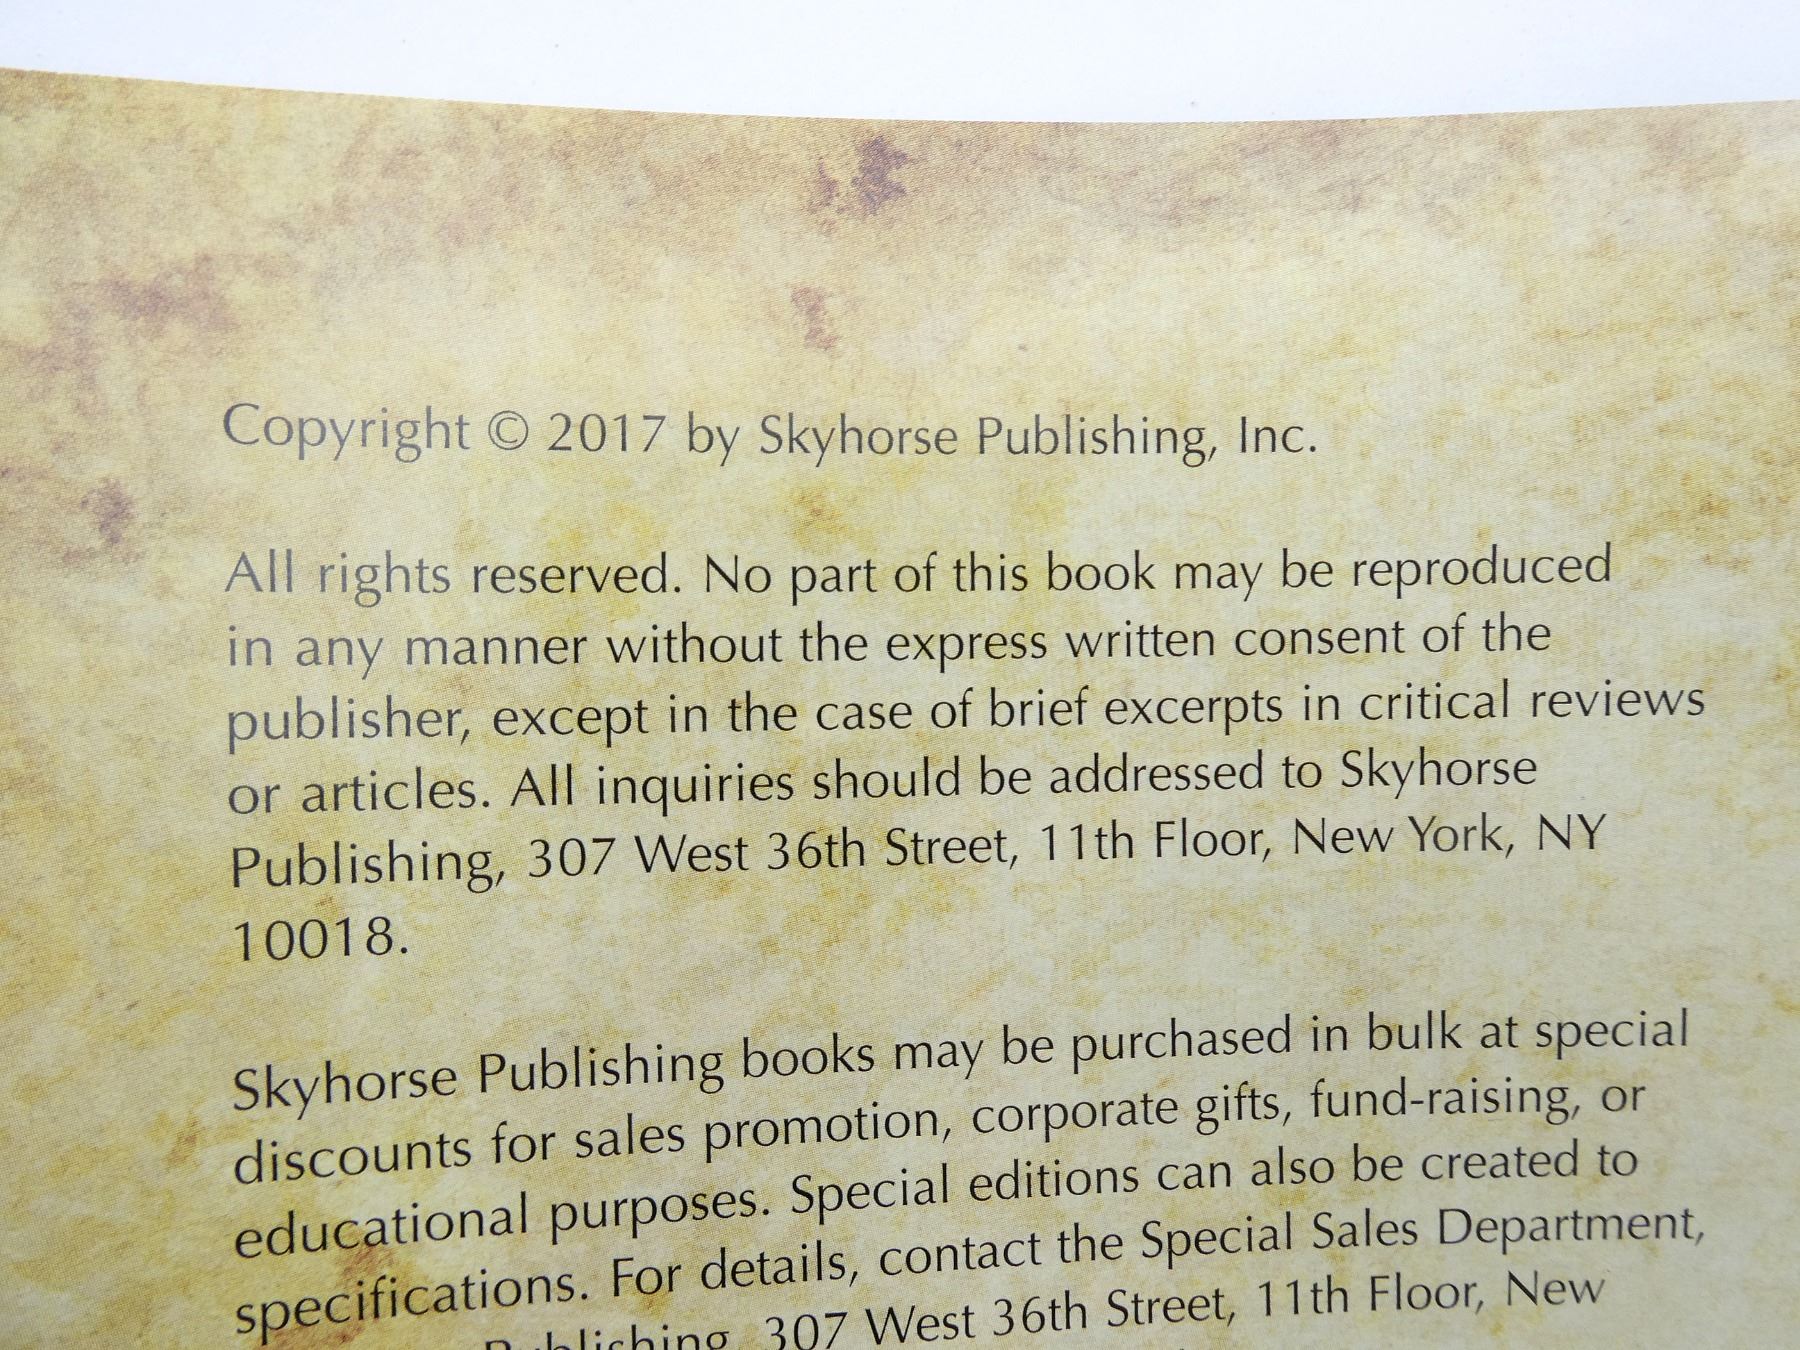 Copyright © 2017 by Skyhorse Publishing, Inc.
All rights reserved. No part of this book may be reproduced
in any manner without the express written consent of the
publisher, except in the case of brief excerpts in critical reviews
or articles. All inquiries should be addressed to Skyhorse
Publishing, 307 West 36th Street, 11th Floor, New York, NY
10018.
Skyhorse Publishing books may be purchased in bulk at special
discounts for sales promotion, corporate gifts, fund-raising, or
educational purposes. Special editions can also be created to
specifications. For details, contact the Special Sales Department,
Publishing, 307 West 36th Street, 11th Floor, New